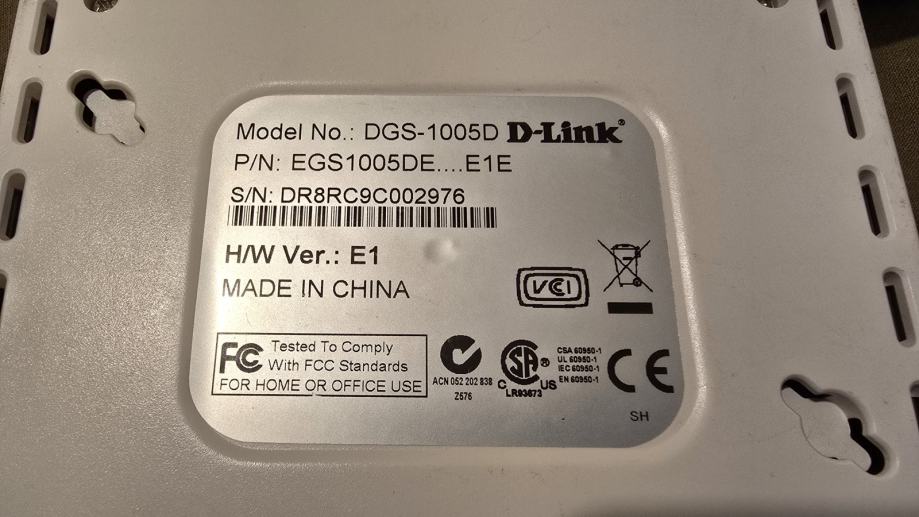 Model No.: DGS-1005D D-Link®
P/N: EGS1005DE....E1E
S/N: DR8RC9C002976
H/W Ver.: E1
MADE IN CHINA
VCI
FC Tested To Comply
With FCC Standards
FOR HOME OR OFFICE USE
ACN 052 202 838
Z576
SA®
C US
LR93673
CSA 60950-1
UL 60950-1
IEC 60950-1
EN 60950-1
CE
SH